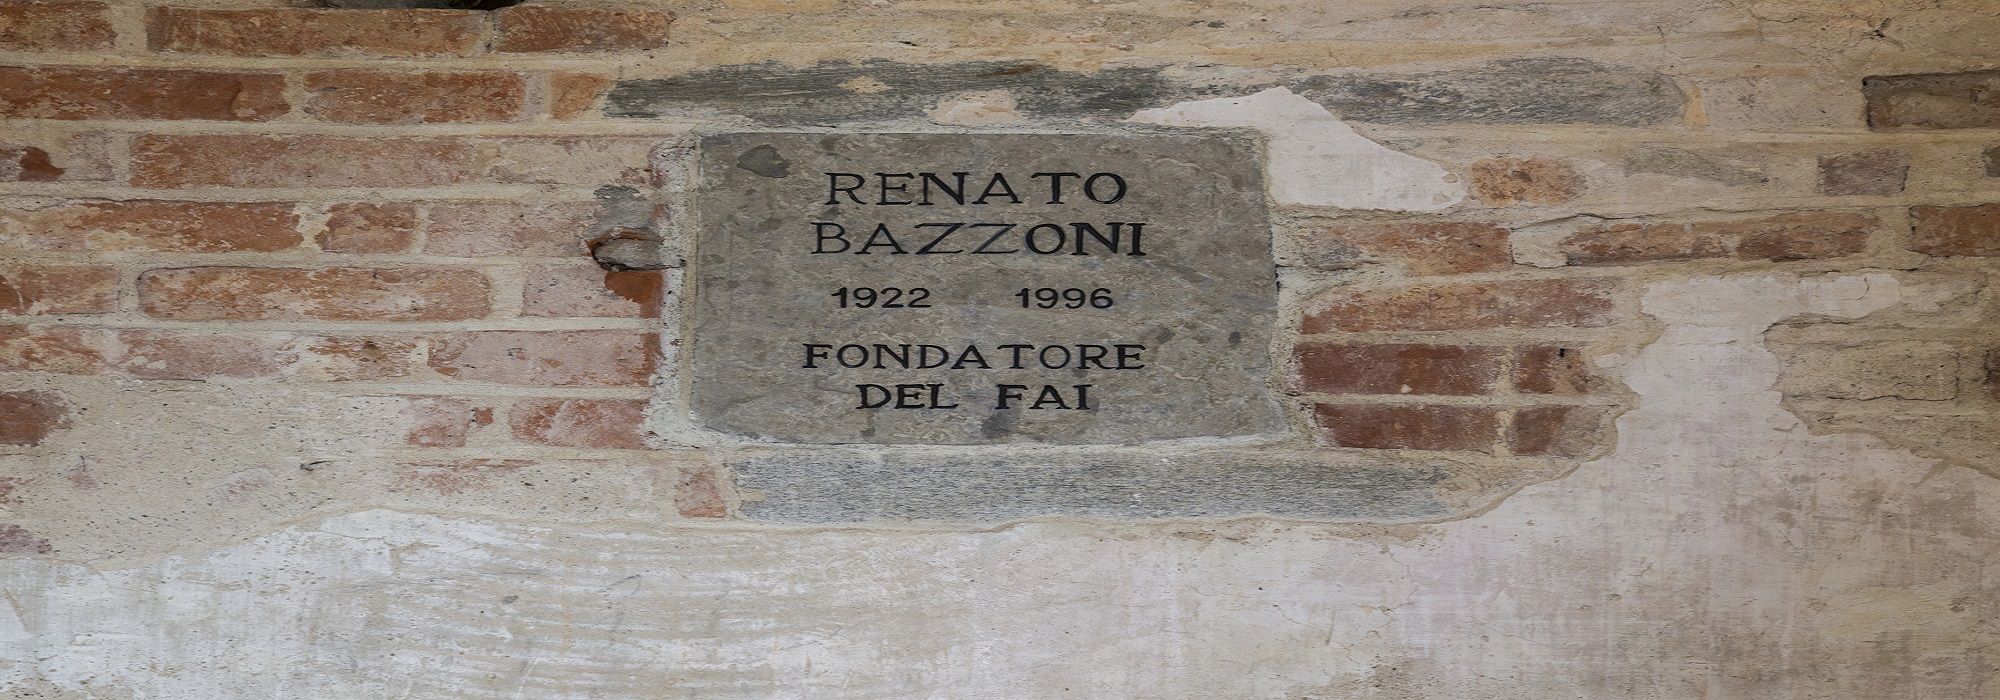 RENATO
BAZZONI
1922 1996
FONDATORE
DEL FAI